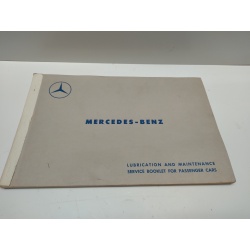 MERCEDES-BENZ
LUBRICATION AND MAINTENANCE
SERVICE BOOKLET FOR PASSENGER CARS